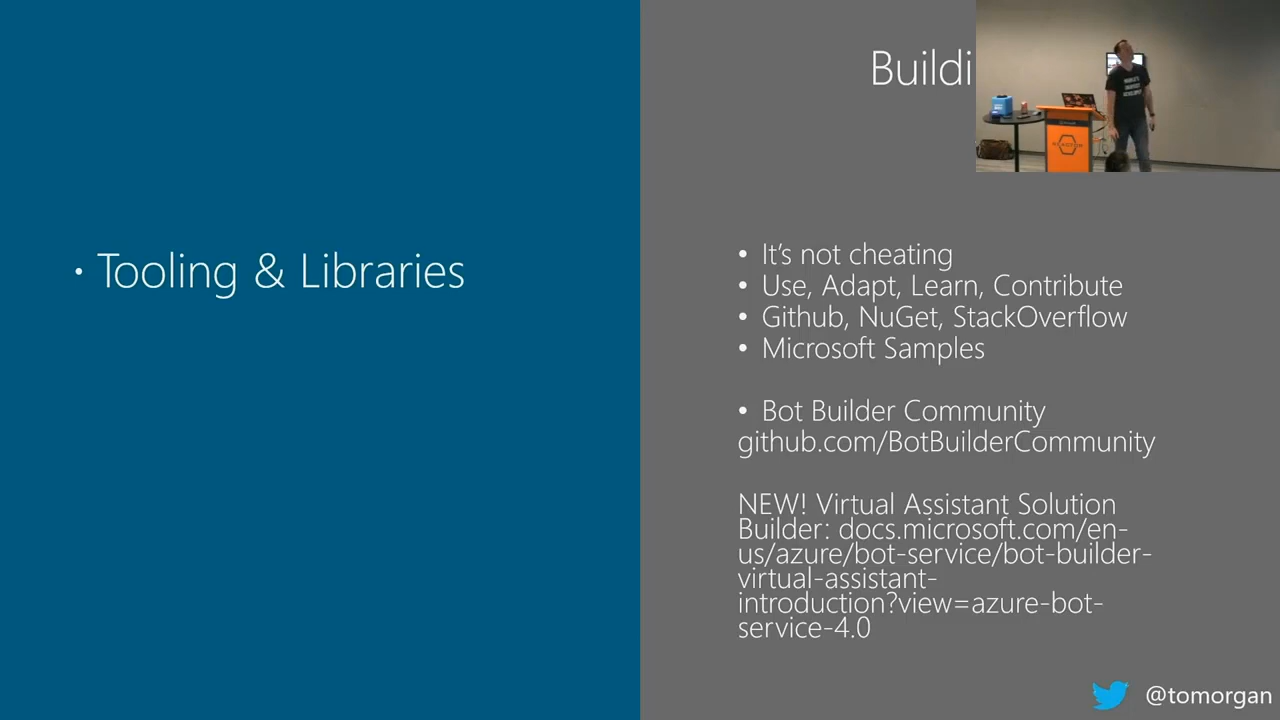 Buildi
• Tooling & Libraries
• It's not cheating
• Use, Adapt, Learn, Contribute
• Github, NuGet, StackOverflow
• Microsoft Samples
• Bot Builder Community
github.com/BotBuilderCommunity
NEW! Virtual Assistant Solution
Builder: docs.microsoft.com/en-
us/azure/bot-service/bot-builder-
virtual-assistant-
introduction?view=azure-bot-
service-4.0
@tomorgan